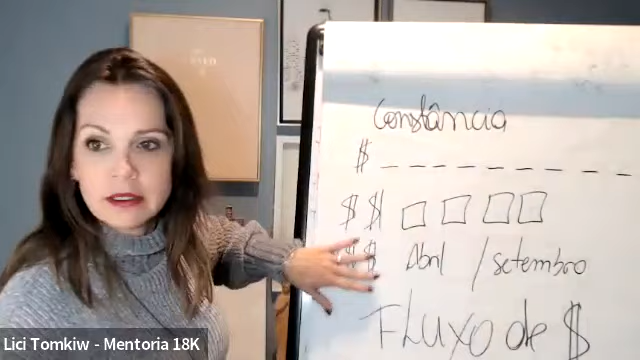 Constância
$ _ _ _ _ _ _ _ _ _
$ $ □ □ □ □
$ $ Abril / setembro
Fluxo de $
Lici Tomkiw - Mentoria 18K